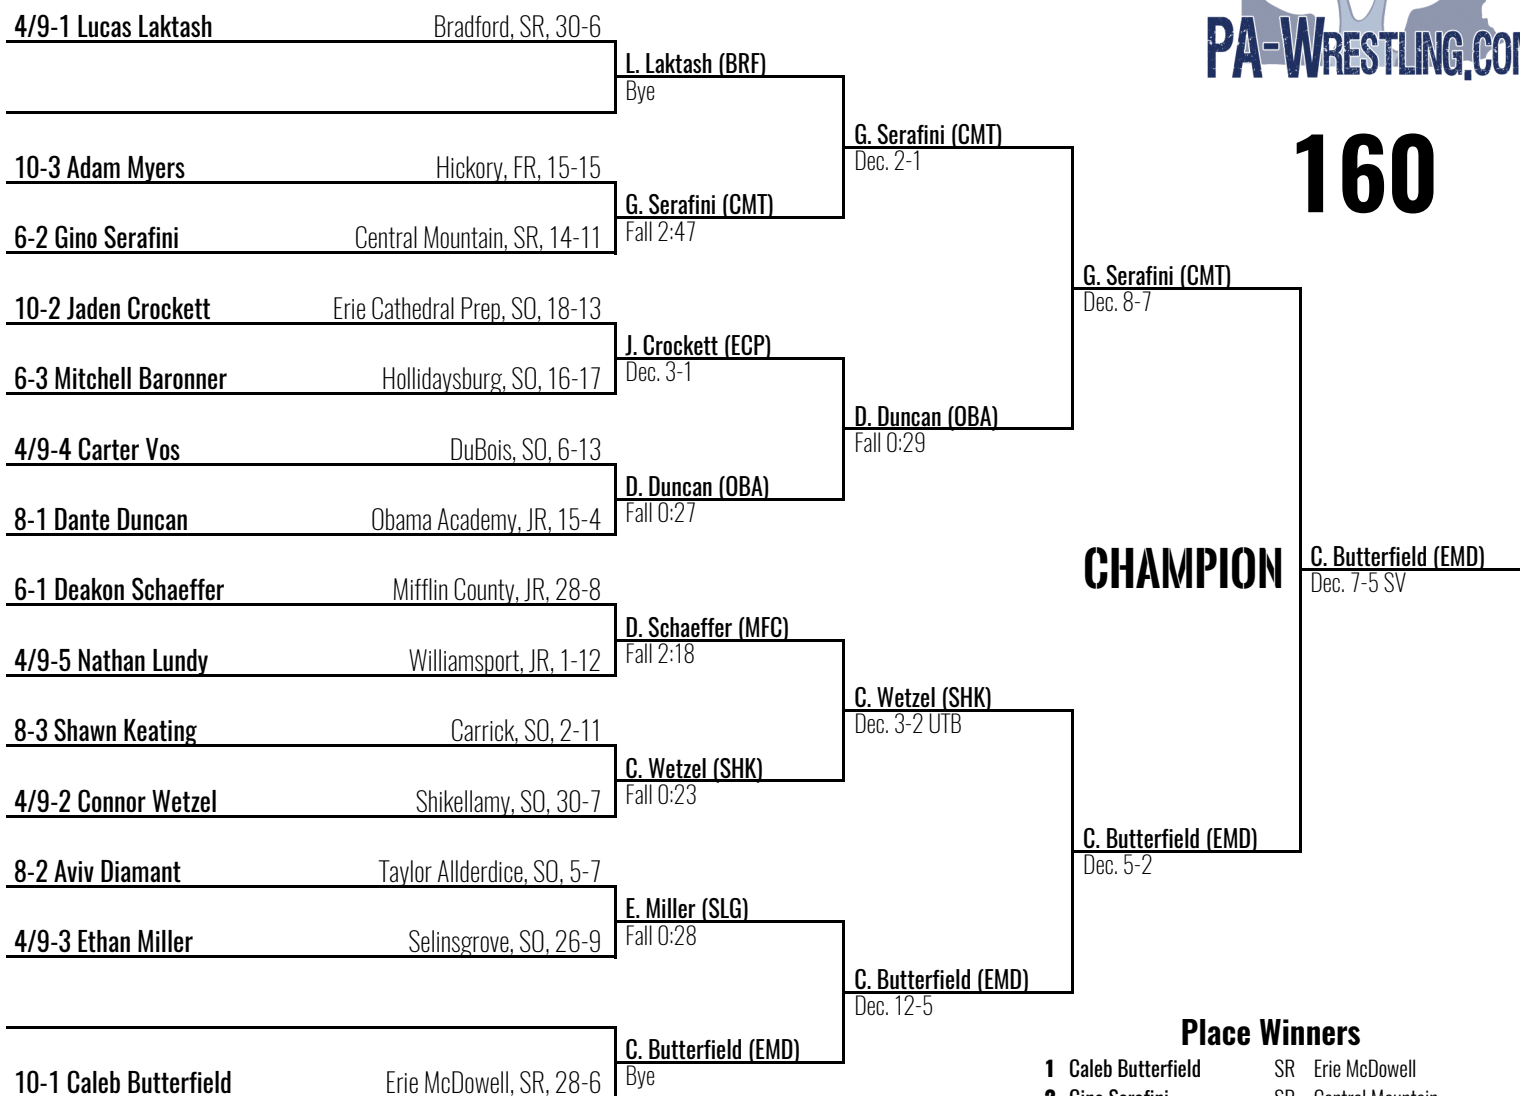 4/9-1 Lucas Laktash Bradford, SR, 30-6
L. Laktash (BRF)
Bye
10-3 Adam Myers Hickory, FR, 15-15
G. Serafini (CMT)
Fall 2:47
6-2 Gino Serafini Central Mountain, SR, 14-11
G. Serafini (CMT)
Dec. 2-1
10-2 Jaden Crockett Erie Cathedral Prep, SO, 18-13
J. Crockett (ECP)
Dec. 3-1
6-3 Mitchell Baronner Hollidaysburg, SO, 16-17
4/9-4 Carter Vos DuBois, SO, 6-13
D. Duncan (OBA)
Fall 0:27
8-1 Dante Duncan Obama Academy, JR, 15-4
D. Duncan (OBA)
Fall 0:29
G. Serafini (CMT)
Dec. 8-7
6-1 Deakon Schaeffer Mifflin County, JR, 28-8
D. Schaeffer (MFC)
Fall 2:18
4/9-5 Nathan Lundy Williamsport, JR, 1-12
8-3 Shawn Keating Carrick, SO, 2-11
C. Wetzel (SHK)
Fall 0:23
4/9-2 Connor Wetzel Shikellamy, SO, 30-7
C. Wetzel (SHK)
Dec. 3-2 UTB
8-2 Aviv Diamant Taylor Allderdice, SO, 5-7
E. Miller (SLG)
Fall 0:28
4/9-3 Ethan Miller Selinsgrove, SO, 26-9
C. Butterfield (EMD)
Bye
10-1 Caleb Butterfield Erie McDowell, SR, 28-6
C. Butterfield (EMD)
Dec. 12-5
C. Butterfield (EMD)
Dec. 5-2
PA-WRESTLING.COM
160
CHAMPION
C. Butterfield (EMD)
Dec. 7-5 SV
Place Winners
1 Caleb Butterfield SR Erie McDowell
2 Gino Serafini SR Central Mountain